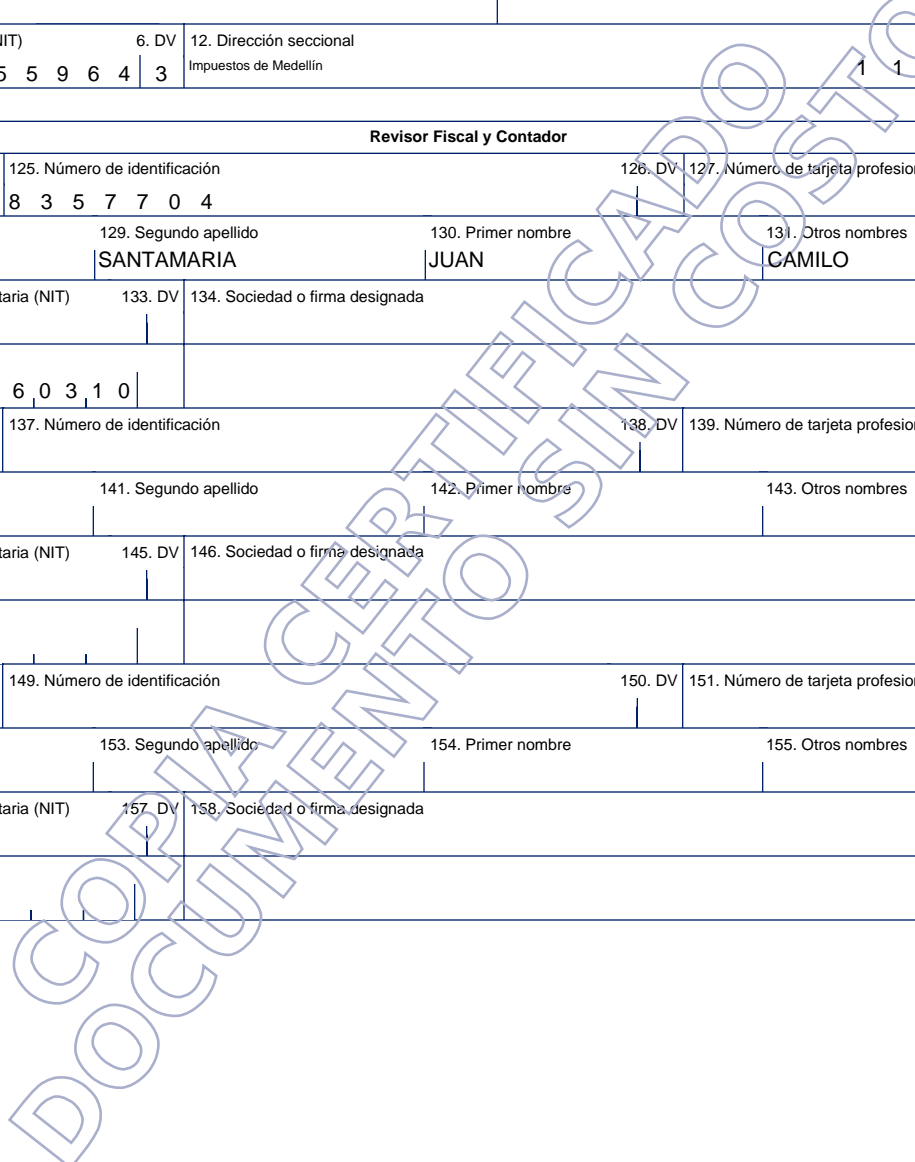 IIT) 6. DV 12. Dirección seccional
5 5 9 6 4 3 Impuestos de Medellín 1 1
Revisor Fiscal y Contador
125. Número de identificación 126. DV 127. Número de tarjeta profesion
8 3 5 7 7 0 4
129. Segundo apellido 130. Primer nombre 131. Otros nombres
SANTAMARIA JUAN CAMILO
taria (NIT) 133. DV 134. Sociedad o firma designada
6 0 3 1 0
137. Número de identificación 138. DV 139. Número de tarjeta profesion
141. Segundo apellido 142. Primer nombre 143. Otros nombres
taria (NIT) 145. DV 146. Sociedad o firma designada
149. Número de identificación 150. DV 151. Número de tarjeta profesion
153. Segundo apellido 154. Primer nombre 155. Otros nombres
taria (NIT) 157. DV 158. Sociedad o firma designada
COPIA CERTIFICADO
DOCUMENTO SIN COSTO